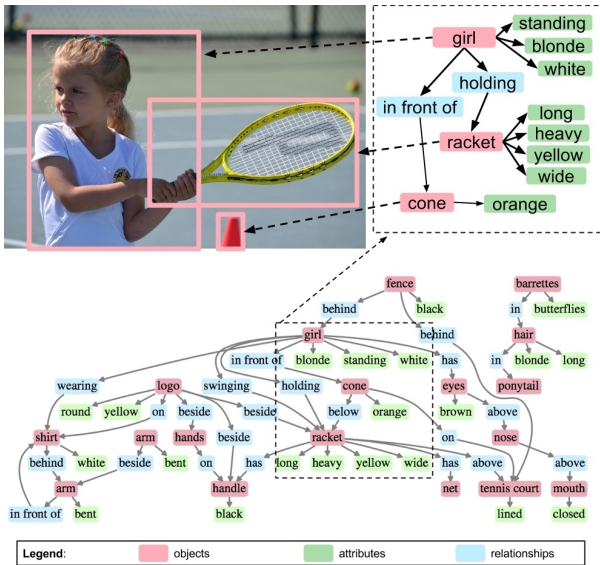 standing
girl
blonde
white
holding
in front of
long
heavy
racket
yellow
wide
cone
orange
fence
barrettes
behind
black
in
butterflies
girl
behind
hair
in front of
blonde
standing
white
has
in
blonde
long
wearing
logo
swinging
holding
cone
eyes
ponytail
round
yellow
on
beside
beside
below
orange
brown
above
shirt
arm
hands
beside
racket
on
nose
behind
white
beside
bent
on
has
long
heavy
yellow
wide
has
above
above
arm
handle
net
tennis court
mouth
in front of
bent
black
lined
closed
Legend:
objects
attributes
relationships